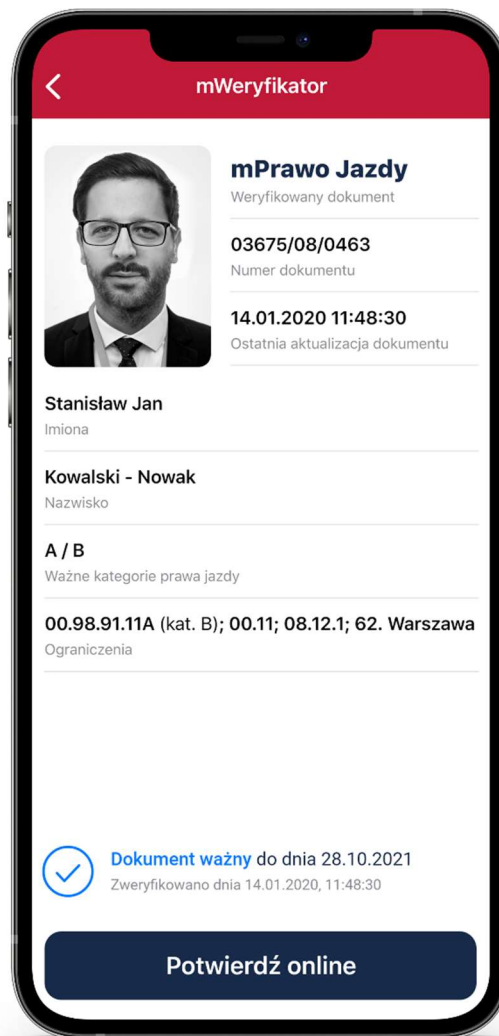 mWeryfikator
mPrawo Jazdy
Weryfikowany dokument
03675/08/0463
Numer dokumentu
14.01.2020 11:48:30
Ostatnia aktualizacja dokumentu
Stanisław Jan
Imiona
Kowalski - Nowak
Nazwisko
A / B
Ważne kategorie prawa jazdy
00.98.91.11A (kat. B); 00.11; 08.12.1; 62. Warszawa
Ograniczenia
Dokument ważny do dnia 28.10.2021
Zweryfikowano dnia 14.01.2020, 11:48:30
Potwierdź online